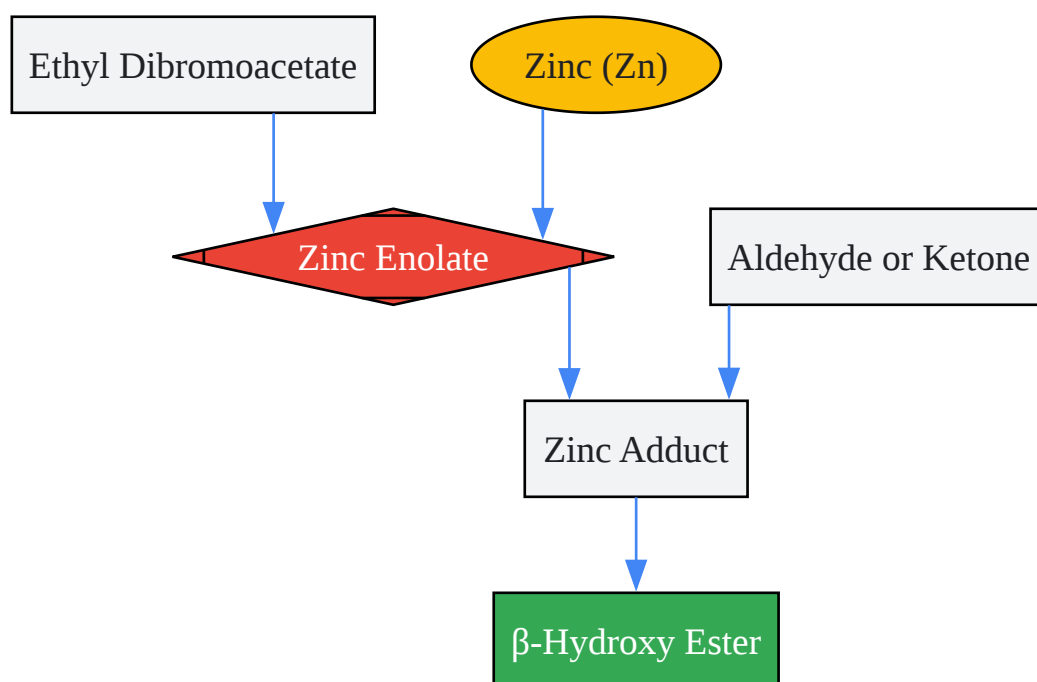 Ethyl Dibromoacetate
Zinc (Zn)
Zinc Enolate
Aldehyde or Ketone
Zinc Adduct
β-Hydroxy Ester